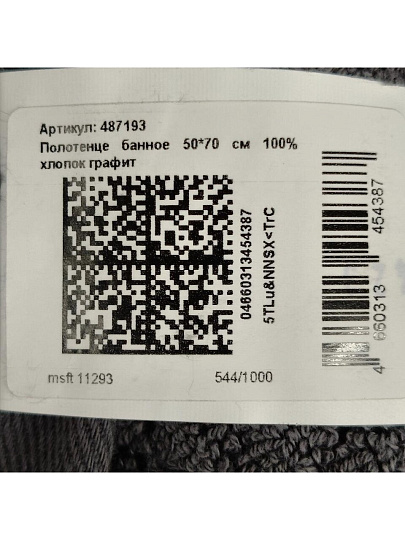 Артикул: 487193
Полотенце банное 50*70 см 100%
хлопок графит
04660313454387
5TLu&NNSX<TrC
4 660313 454387
msft 11293
544/1000